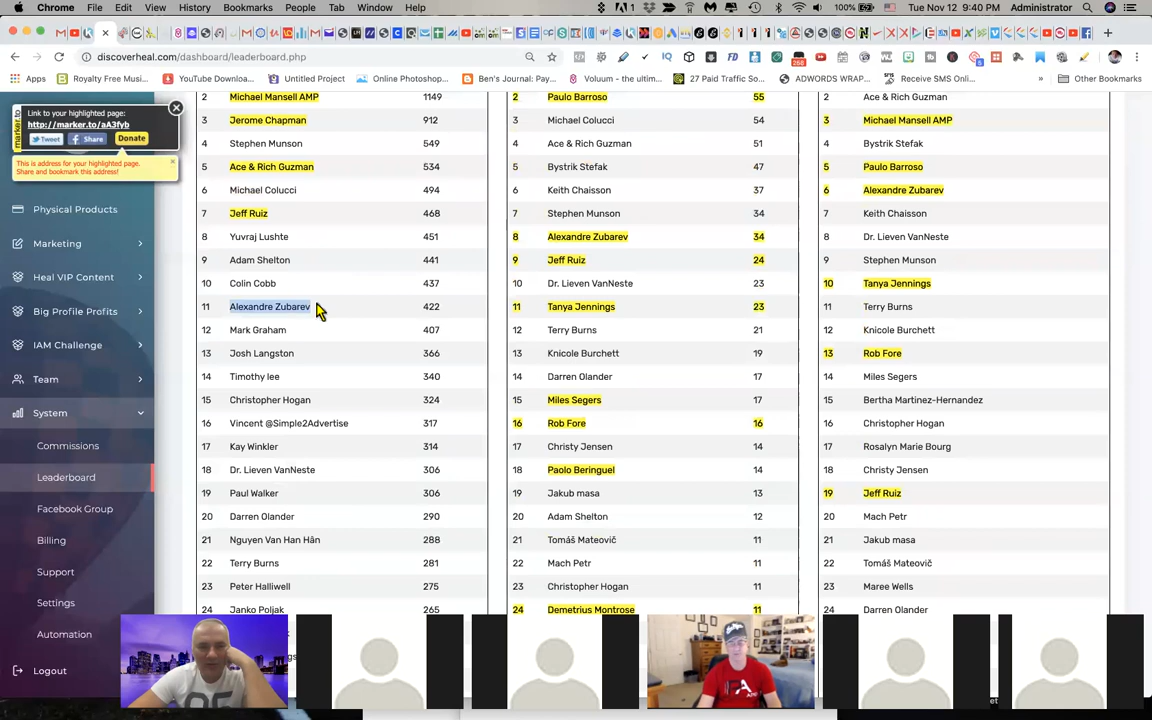 Chrome File Edit View History Bookmarks People Tab Window Help 100% Tue Nov 12 9:40 PM Administrator
discoverheal.com/dashboard/leaderboard.php
Apps Royalty Free Musi... YouTube Downloa... Untitled Project Online Photoshop... Ben's Journal: Pay... Voluum - the ultim... 27 Paid Traffic So... ADWORDS WRAP... Receive SMS Onli... » Other Bookmarks
marker.to
Link to your highlighted page:
http://marker.to/aA3fyb
Tweet Share Donate
This is address for your highlighted page.
Share and bookmark this address!
Physical Products
Marketing
Heal VIP Content
Big Profile Profits
IAM Challenge
Team
System
Commissions
Leaderboard
Facebook Group
Billing
Support
Settings
Automation
Logout
2 Michael Mansell AMP 1149
3 Jerome Chapman 912
4 Stephen Munson 549
5 Ace & Rich Guzman 534
6 Michael Colucci 494
7 Jeff Ruiz 468
8 Yuvraj Lushte 451
9 Adam Shelton 441
10 Colin Cobb 437
11 Alexandre Zubarev 422
12 Mark Graham 407
13 Josh Langston 366
14 Timothy lee 340
15 Christopher Hogan 324
16 Vincent @Simple2Advertise 317
17 Kay Winkler 314
18 Dr. Lieven VanNeste 306
19 Paul Walker 306
20 Darren Olander 290
21 Nguyen Van Han Hân 288
22 Terry Burns 281
23 Peter Halliwell 275
24 Janko Poljak 265
2 Paulo Barroso 55
3 Michael Colucci 54
4 Ace & Rich Guzman 51
5 Bystrik Stefak 47
6 Keith Chaisson 37
7 Stephen Munson 34
8 Alexandre Zubarev 34
9 Jeff Ruiz 24
10 Dr. Lieven VanNeste 23
11 Tanya Jennings 23
12 Terry Burns 21
13 Knicole Burchett 19
14 Darren Olander 17
15 Miles Segers 17
16 Rob Fore 16
17 Christy Jensen 14
18 Paolo Beringuel 14
19 Jakub masa 13
20 Adam Shelton 12
21 Tomáš Mateovič 11
22 Mach Petr 11
23 Christopher Hogan 11
24 Demetrius Montrose 11
2 Ace & Rich Guzman
3 Michael Mansell AMP
4 Bystrik Stefak
5 Paulo Barroso
6 Alexandre Zubarev
7 Keith Chaisson
8 Dr. Lieven VanNeste
9 Stephen Munson
10 Tanya Jennings
11 Terry Burns
12 Knicole Burchett
13 Rob Fore
14 Miles Segers
15 Bertha Martinez-Hernandez
16 Christopher Hogan
17 Rosalyn Marie Bourg
18 Christy Jensen
19 Jeff Ruiz
20 Mach Petr
21 Jakub masa
22 Tomáš Mateovič
23 Maree Wells
24 Darren Olander